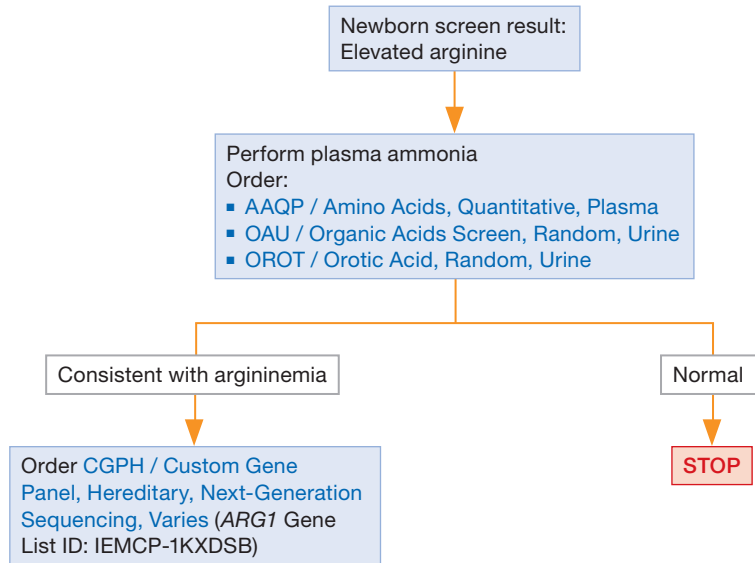 Newborn screen result:
Elevated arginine
Perform plasma ammonia
Order:
▪ AAQP / Amino Acids, Quantitative, Plasma
▪ OAU / Organic Acids Screen, Random, Urine
▪ OROT / Orotic Acid, Random, Urine
Consistent with argininemia
Normal
Order CGPH / Custom Gene
Panel, Hereditary, Next-Generation
Sequencing, Varies (ARG1 Gene
List ID: IEMCP-1KXDSB)
STOP